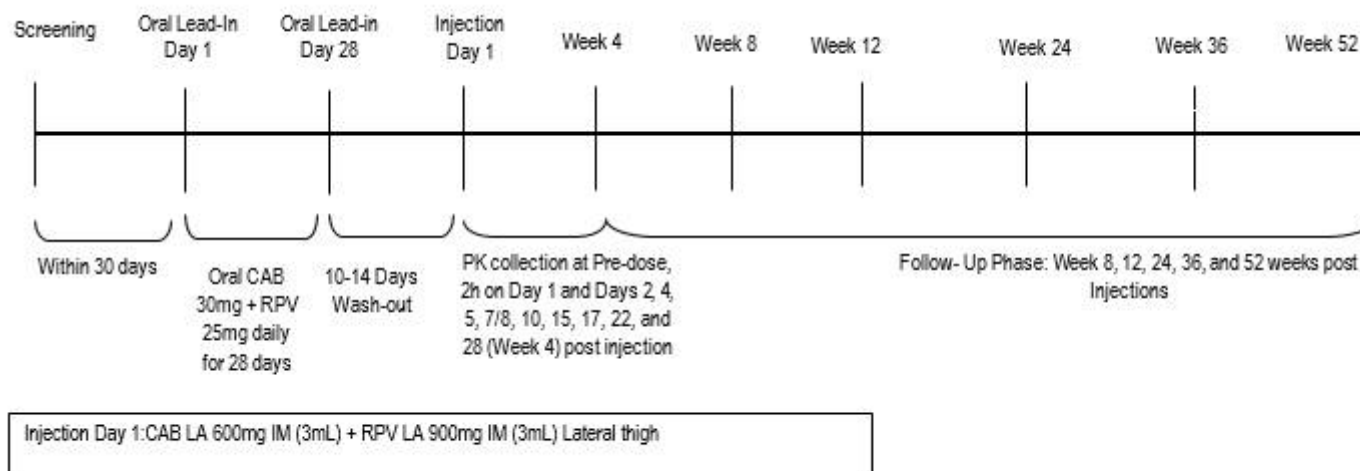 Screening
Oral Lead-In
Day 1
Oral Lead-in
Day 28
Injection
Day 1
Week 4
Week 8
Week 12
Week 24
Week 36
Week 52
Within 30 days
Oral CAB
30mg + RPV
25mg daily
for 28 days
10-14 Days
Wash-out
PK collection at Pre-dose,
2h on Day 1 and Days 2, 4,
5, 7/8, 10, 15, 17, 22, and
28 (Week 4) post injection
Follow- Up Phase: Week 8, 12, 24, 36, and 52 weeks post
Injections
Injection Day 1:CAB LA 600mg IM (3mL) + RPV LA 900mg IM (3mL) Lateral thigh